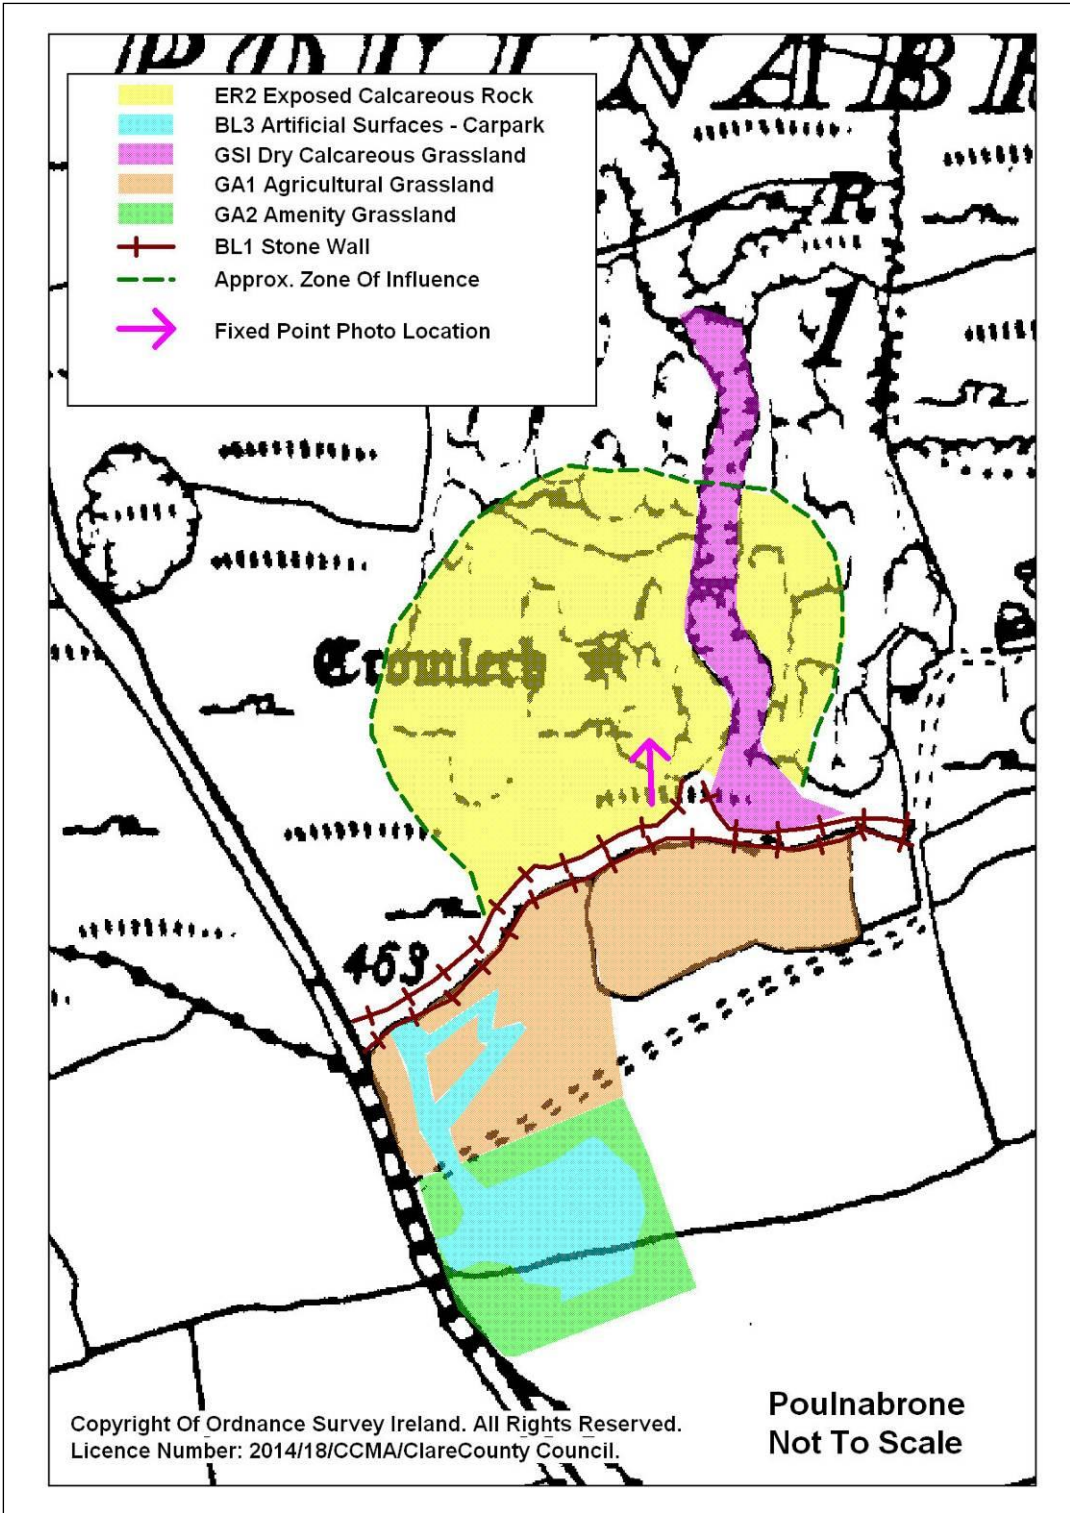 ER2 Exposed Calcareous Rock
BL3 Artificial Surfaces - Carpark
GSI Dry Calcareous Grassland
GA1 Agricultural Grassland
GA2 Amenity Grassland
BL1 Stone Wall
Approx. Zone Of Influence
Fixed Point Photo Location
R
Cromlech
463
Copyright Of Ordnance Survey Ireland. All Rights Reserved.
Licence Number: 2014/18/CCMA/ClareCounty Council.
Poulnabrone
Not To Scale